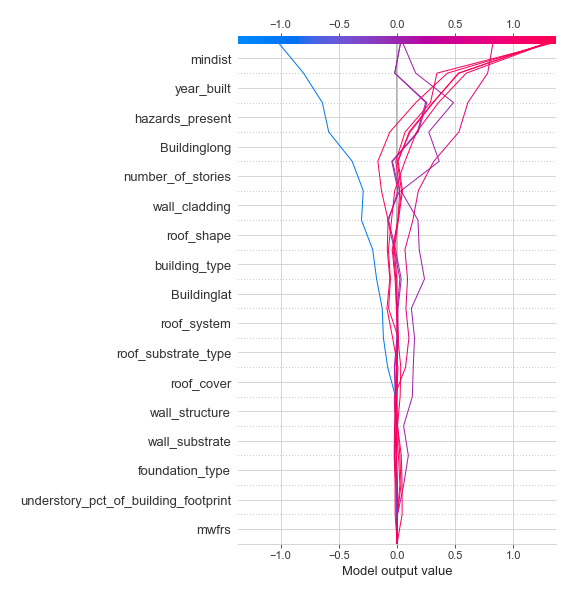 −1.0 −0.5 0.0 0.5 1.0
mindist
year_built
hazards_present
Buildinglong
number_of_stories
wall_cladding
roof_shape
building_type
Buildinglat
roof_system
roof_substrate_type
roof_cover
wall_structure
wall_substrate
foundation_type
understory_pct_of_building_footprint
mwfrs
−1.0 −0.5 0.0 0.5 1.0
Model output value